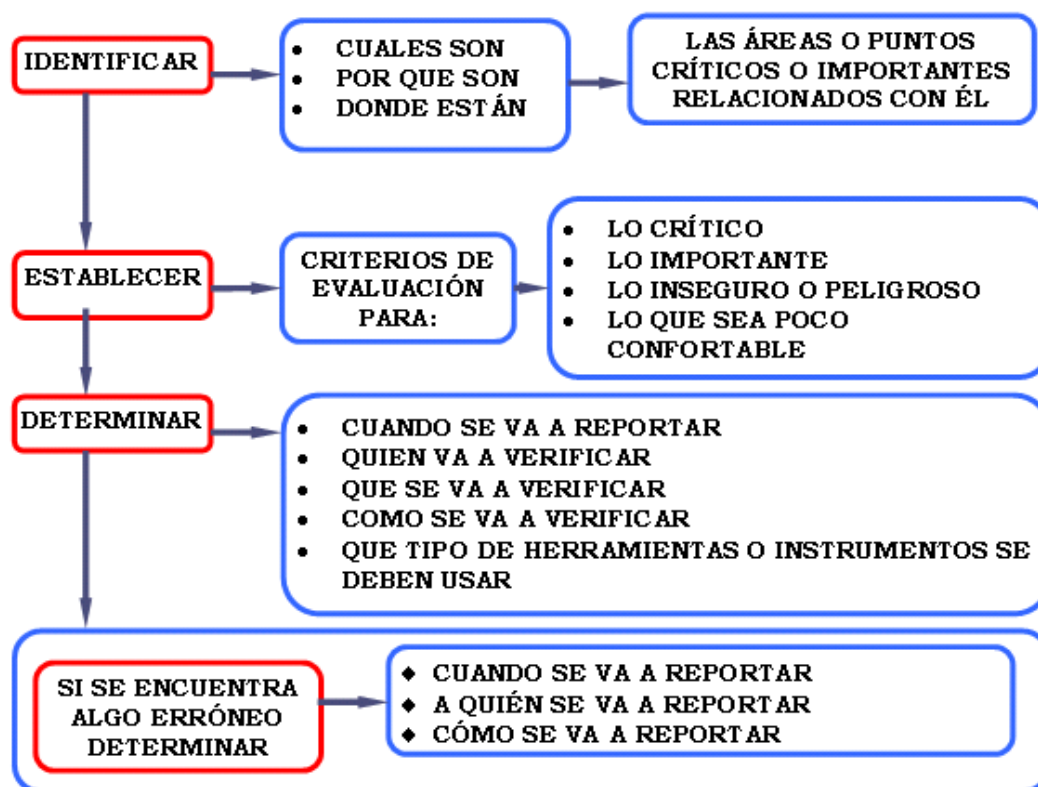 IDENTIFICAR
• CUALES SON
• POR QUE SON
• DONDE ESTÁN
LAS ÁREAS O PUNTOS
CRÍTICOS O IMPORTANTES
RELACIONADOS CON ÉL
ESTABLECER
CRITERIOS DE
EVALUACIÓN
PARA:
• LO CRÍTICO
• LO IMPORTANTE
• LO INSEGURO O PELIGROSO
• LO QUE SEA POCO
CONFORTABLE
DETERMINAR
• CUANDO SE VA A REPORTAR
• QUIEN VA A VERIFICAR
• QUE SE VA A VERIFICAR
• COMO SE VA A VERIFICAR
• QUE TIPO DE HERRAMIENTAS O INSTRUMENTOS SE
DEBEN USAR
SI SE ENCUENTRA
ALGO ERRÓNEO
DETERMINAR
◆ CUANDO SE VA A REPORTAR
◆ A QUIÉN SE VA A REPORTAR
◆ CÓMO SE VA A REPORTAR